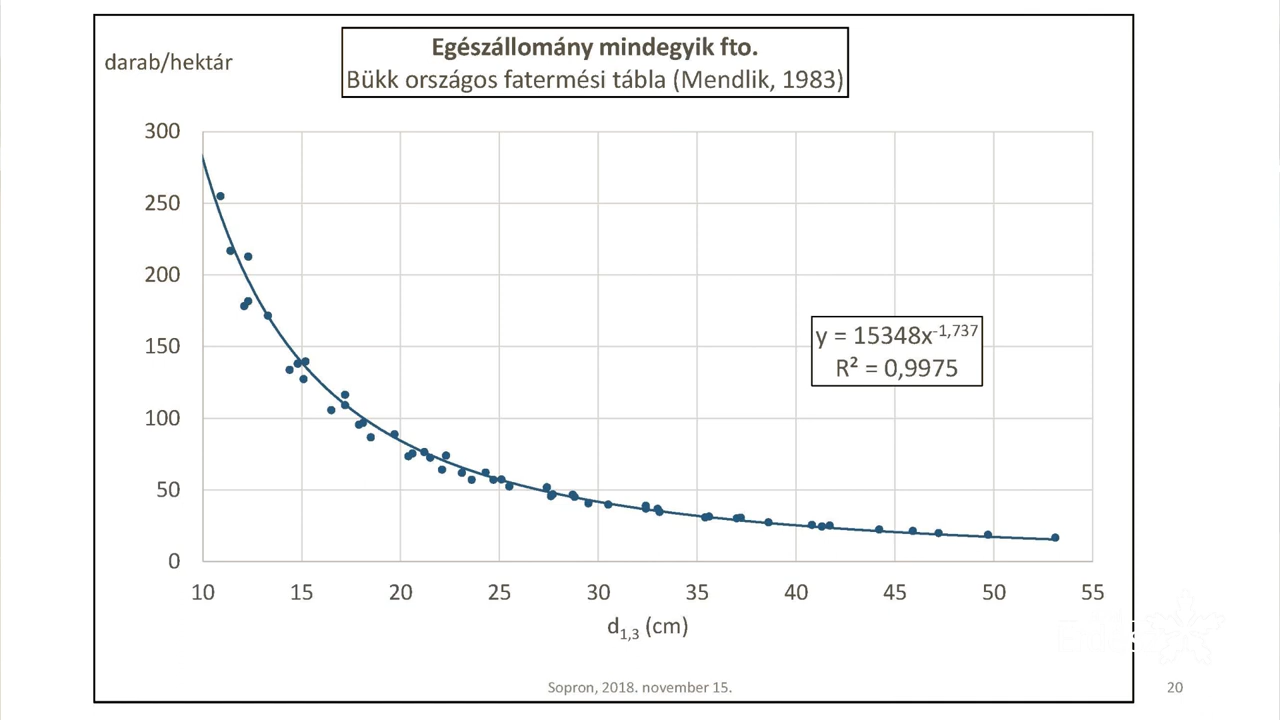 Egészállomány mindegyik fto.
Bükk országos fatermési tábla (Mendlik, 1983)
darab/hektár
300
250
200
150
100
50
0
y = 15348x^-1,737
R² = 0,9975
10 15 20 25 30 35 40 45 50 55
d1,3 (cm)
Sopron, 2018. november 15.
20